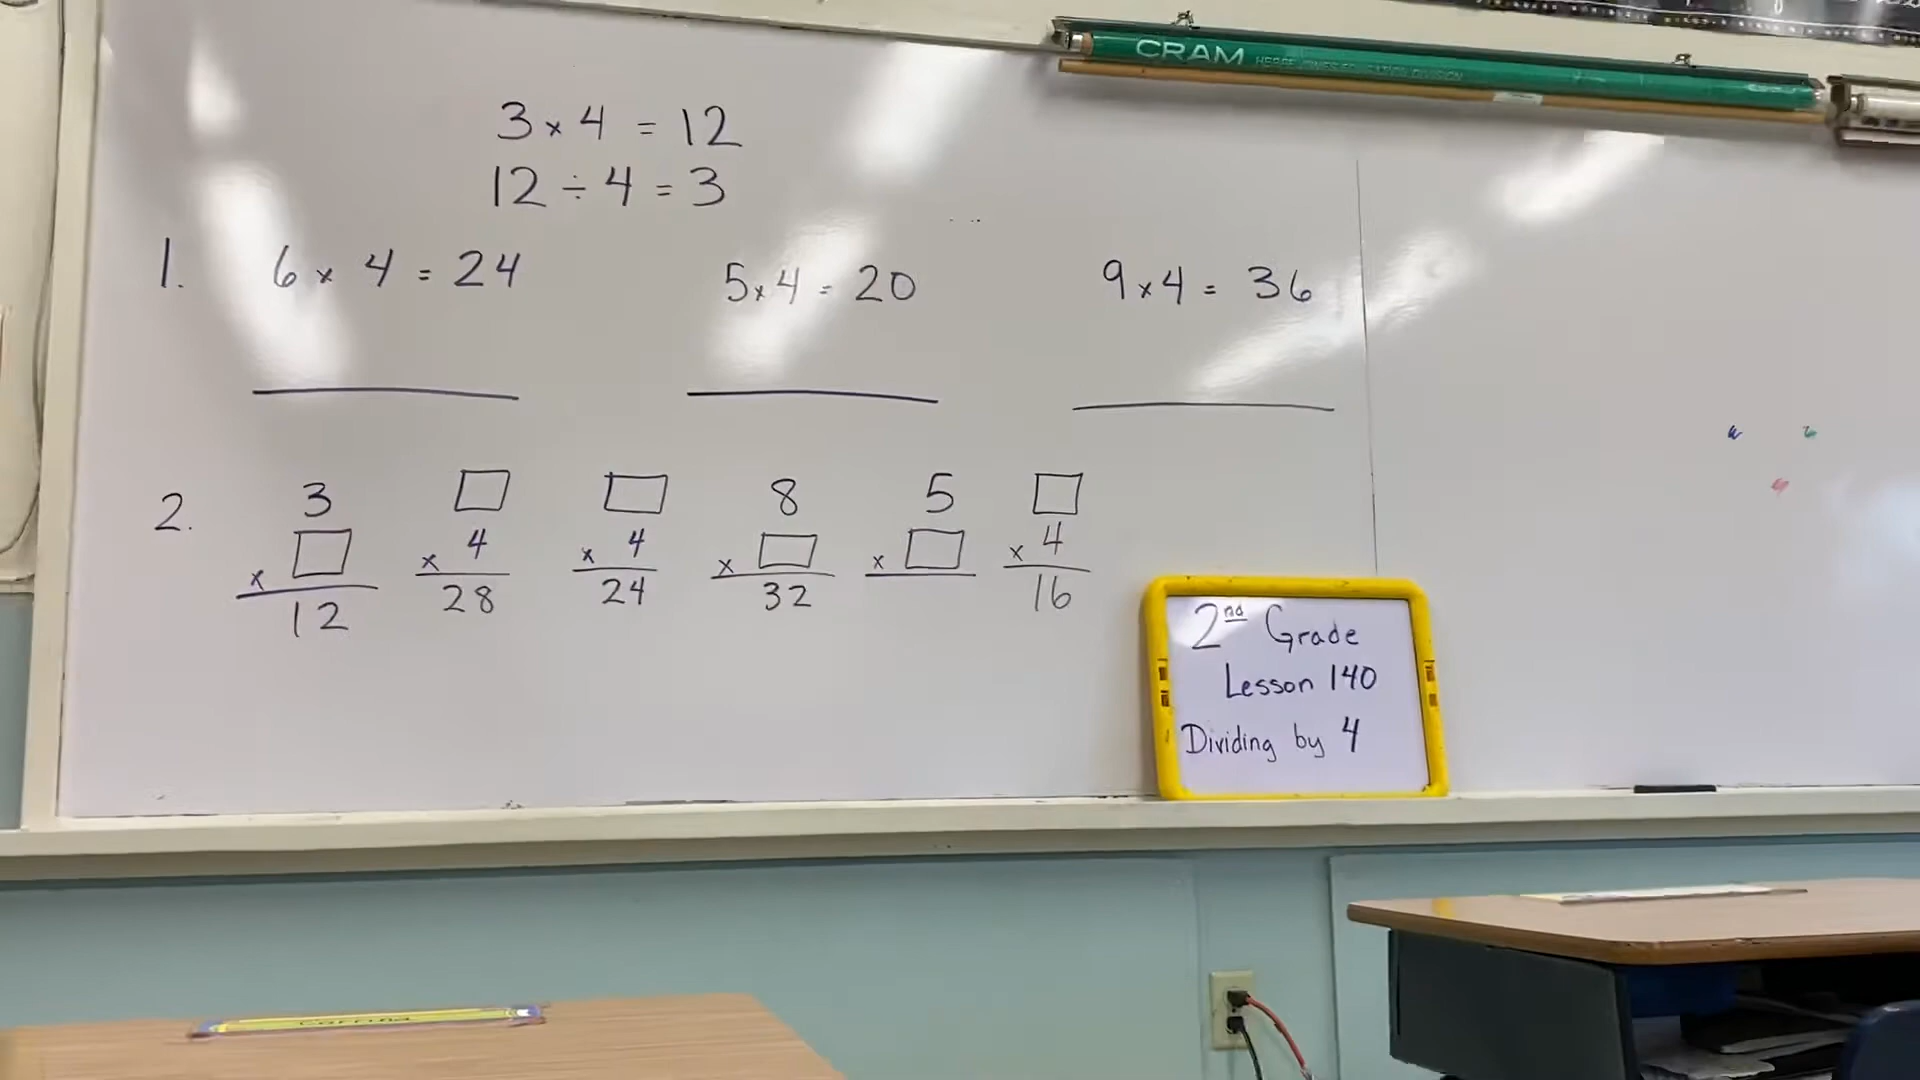 CRAM
3 × 4 = 12
12 ÷ 4 = 3
1. 6 × 4 = 24 5 × 4 = 20 9 × 4 = 36
2. 3 □ □ 8 5 □
× □ × 4 × 4 × □ × □ × 4
12 28 24 32 16
2nd Grade
Lesson 140
Dividing by 4